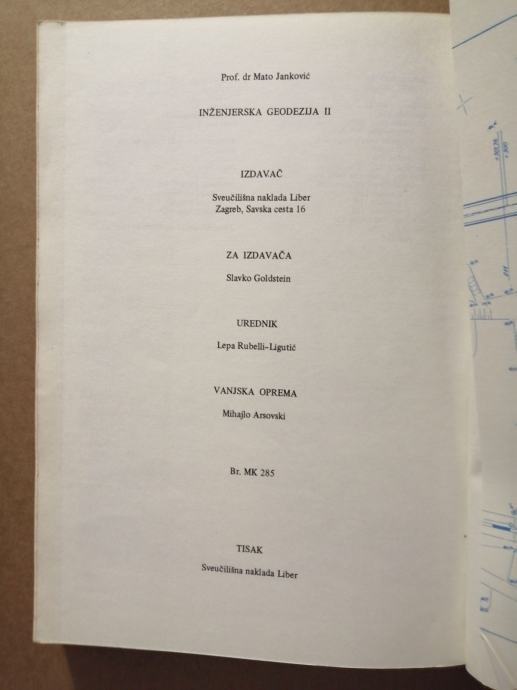 Prof. dr Mato Janković
INŽENJERSKA GEODEZIJA II
IZDAVAČ
Sveučilišna naklada Liber
Zagreb, Savska cesta 16
ZA IZDAVAČA
Slavko Goldstein
UREDNIK
Lepa Rubelli-Ligutić
VANJSKA OPREMA
Mihajlo Arsovski
Br. MK 285
TISAK
Sveučilišna naklada Liber